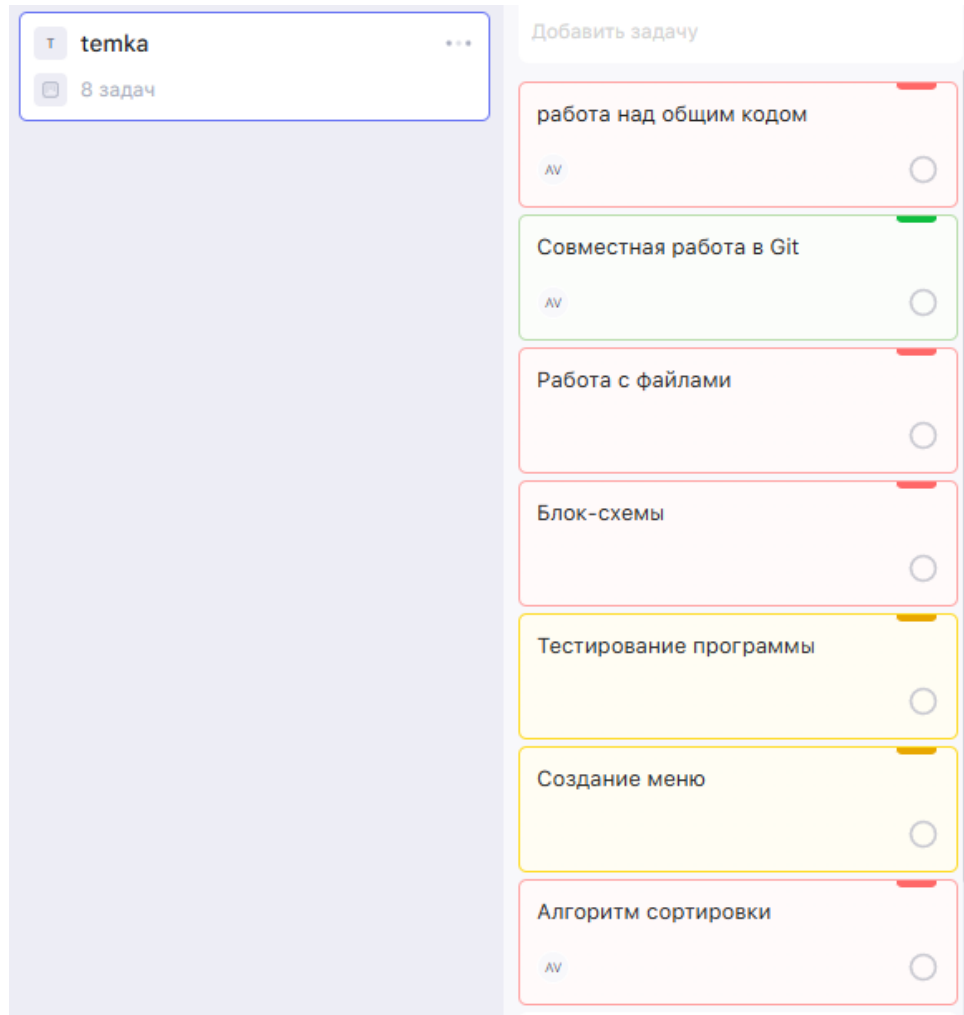 T temka
8 задач
Добавить задачу
работа над общим кодом
AV
Совместная работа в Git
AV
Работа с файлами
Блок-схемы
Тестирование программы
Создание меню
Алгоритм сортировки
AV